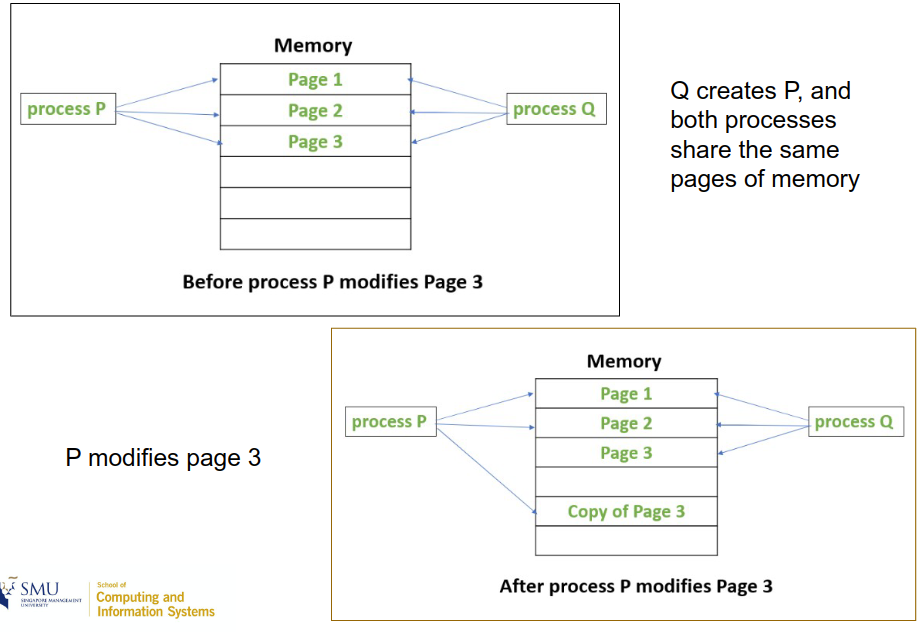 Memory
Page 1
process P
Page 2
process Q
Page 3
Before process P modifies Page 3
Q creates P, and
both processes
share the same
pages of memory
P modifies page 3
Memory
Page 1
process P
Page 2
process Q
Page 3
Copy of Page 3
After process P modifies Page 3
SMU
SINGAPORE MANAGEMENT
UNIVERSITY
School of
Computing and
Information Systems